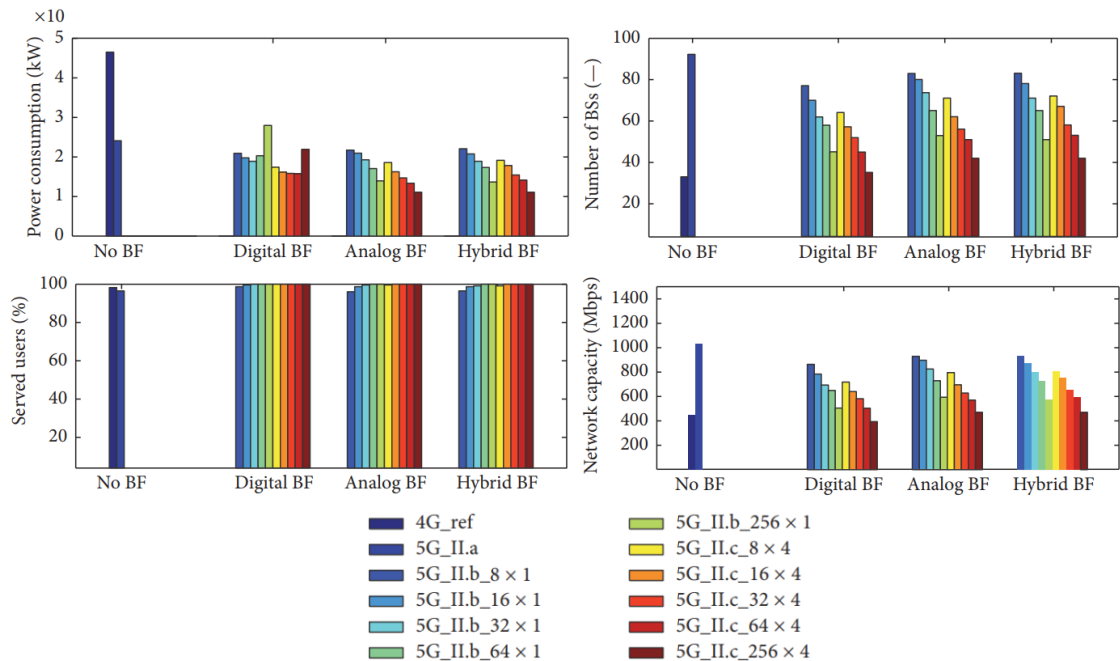 ×10
Power consumption (kW)
5
4
3
2
1
0
No BF
Digital BF
Analog BF
Hybrid BF
Number of BSs (—)
100
80
60
40
20
No BF
Digital BF
Analog BF
Hybrid BF
Served users (%)
100
80
60
40
20
No BF
Digital BF
Analog BF
Hybrid BF
Network capacity (Mbps)
1400
1200
1000
800
600
400
200
No BF
Digital BF
Analog BF
Hybrid BF
4G_ref
5G_II.a
5G_II.b_8 × 1
5G_II.b_16 × 1
5G_II.b_32 × 1
5G_II.b_64 × 1
5G_II.b_256 × 1
5G_II.c_8 × 4
5G_II.c_16 × 4
5G_II.c_32 × 4
5G_II.c_64 × 4
5G_II.c_256 × 4